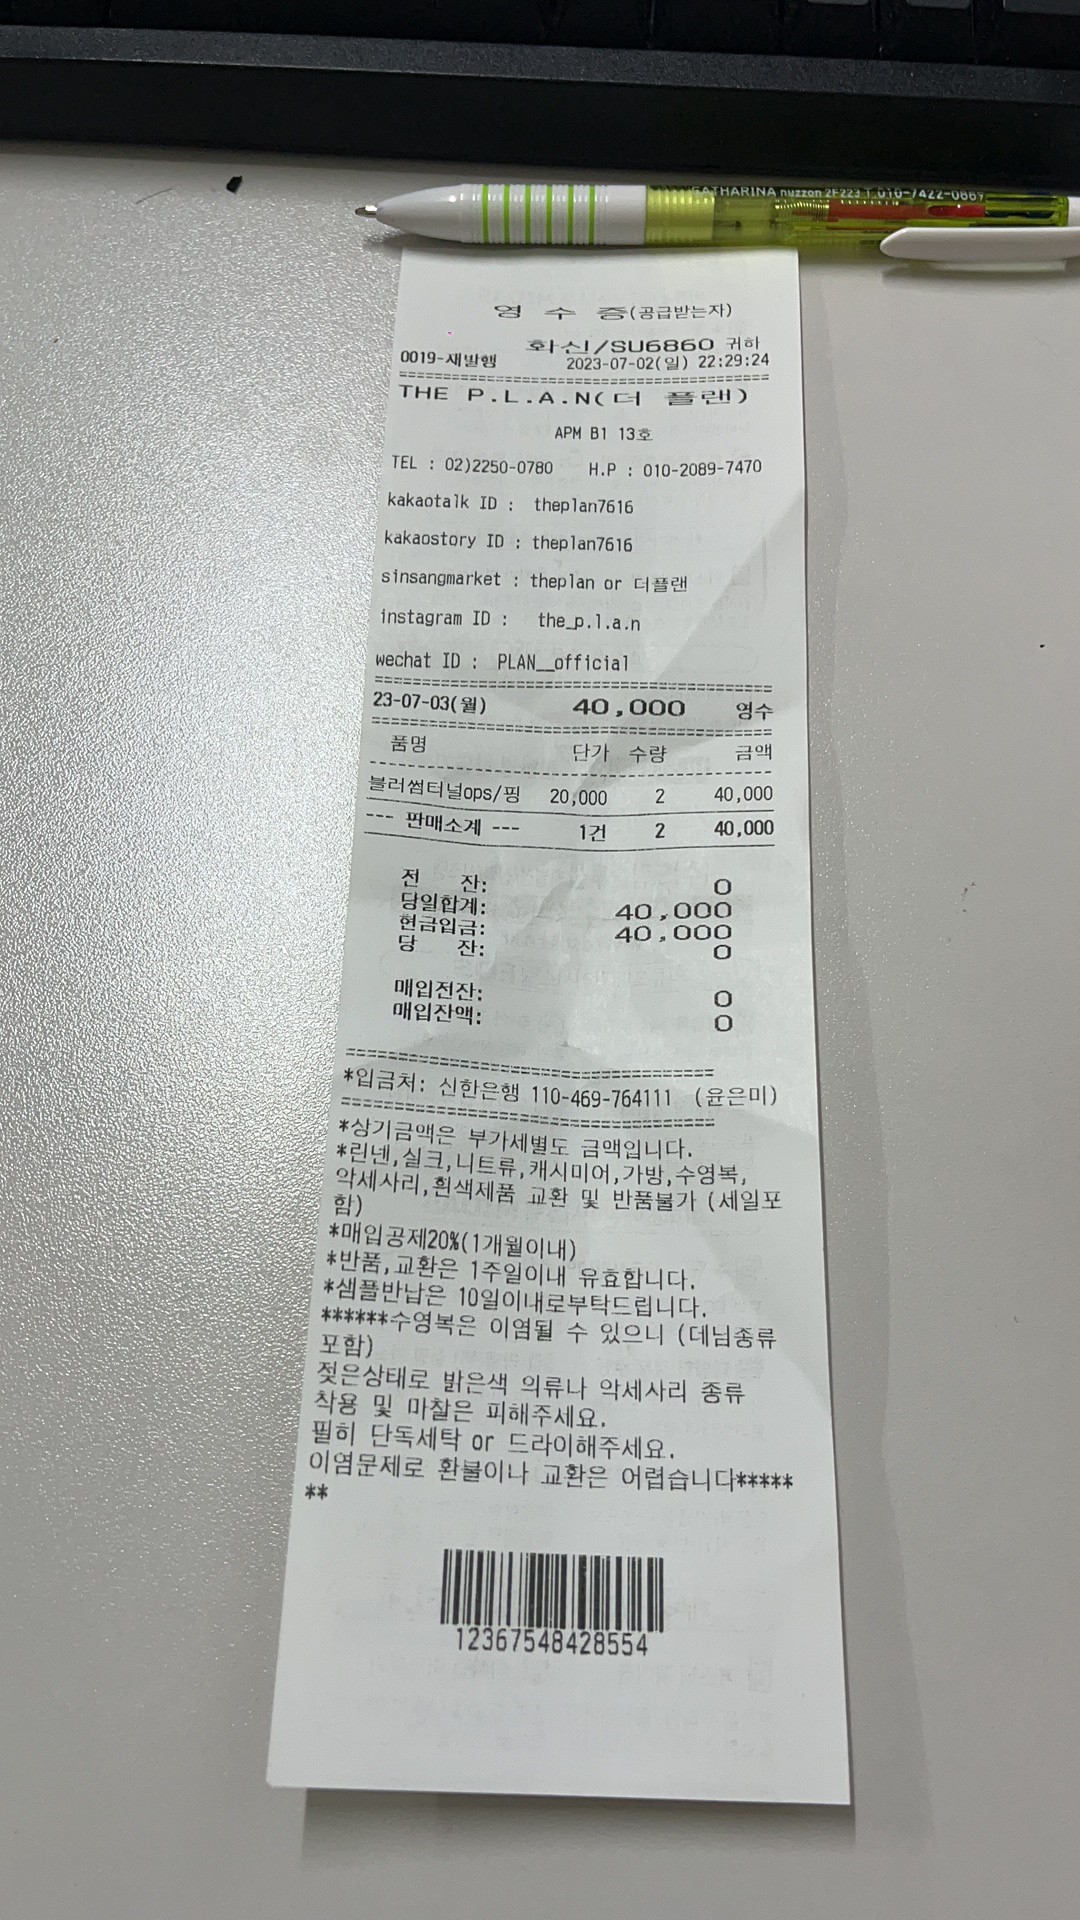 CATHARINA nuzzon 2F223 T.010-7422-0669
영 수 증(공급받는자)
화신/SU6860 귀하
0019-재발행 2023-07-02(일) 22:29:24
====================================
THE P.L.A.N(더 플랜)
APM B1 13호
TEL : 02)2250-0780 H.P : 010-2089-7470
kakaotalk ID : theplan7616
kakaostory ID : theplan7616
sinsangmarket : theplan or 더플랜
instagram ID : the_p.l.a.n
wechat ID : PLAN__official
====================================
23-07-03(월) 40,000 영수
====================================
품명 단가 수량 금액
------------------------------------
블러썸터널ops/핑 20,000 2 40,000
--- 판매소계 --- 1건 2 40,000
전 잔: 0
당일합계: 40,000
현금입금: 40,000
당 잔: 0
매입전잔: 0
매입잔액: 0
====================================
*입금처: 신한은행 110-469-764111 (윤은미)
====================================
*상기금액은 부가세별도 금액입니다.
*린넨,실크,니트류,캐시미어,가방,수영복,
악세사리,흰색제품 교환 및 반품불가 (세일포
함)
*매입공제20%(1개월이내)
*반품,교환은 1주일이내 유효합니다.
*샘플반납은 10일이내로부탁드립니다.
******수영복은 이염될 수 있으니 (데님종류
포함)
젖은상태로 밝은색 의류나 악세사리 종류
착용 및 마찰은 피해주세요.
필히 단독세탁 or 드라이해주세요.
이염문제로 환불이나 교환은 어렵습니다*****
**
12367548428554